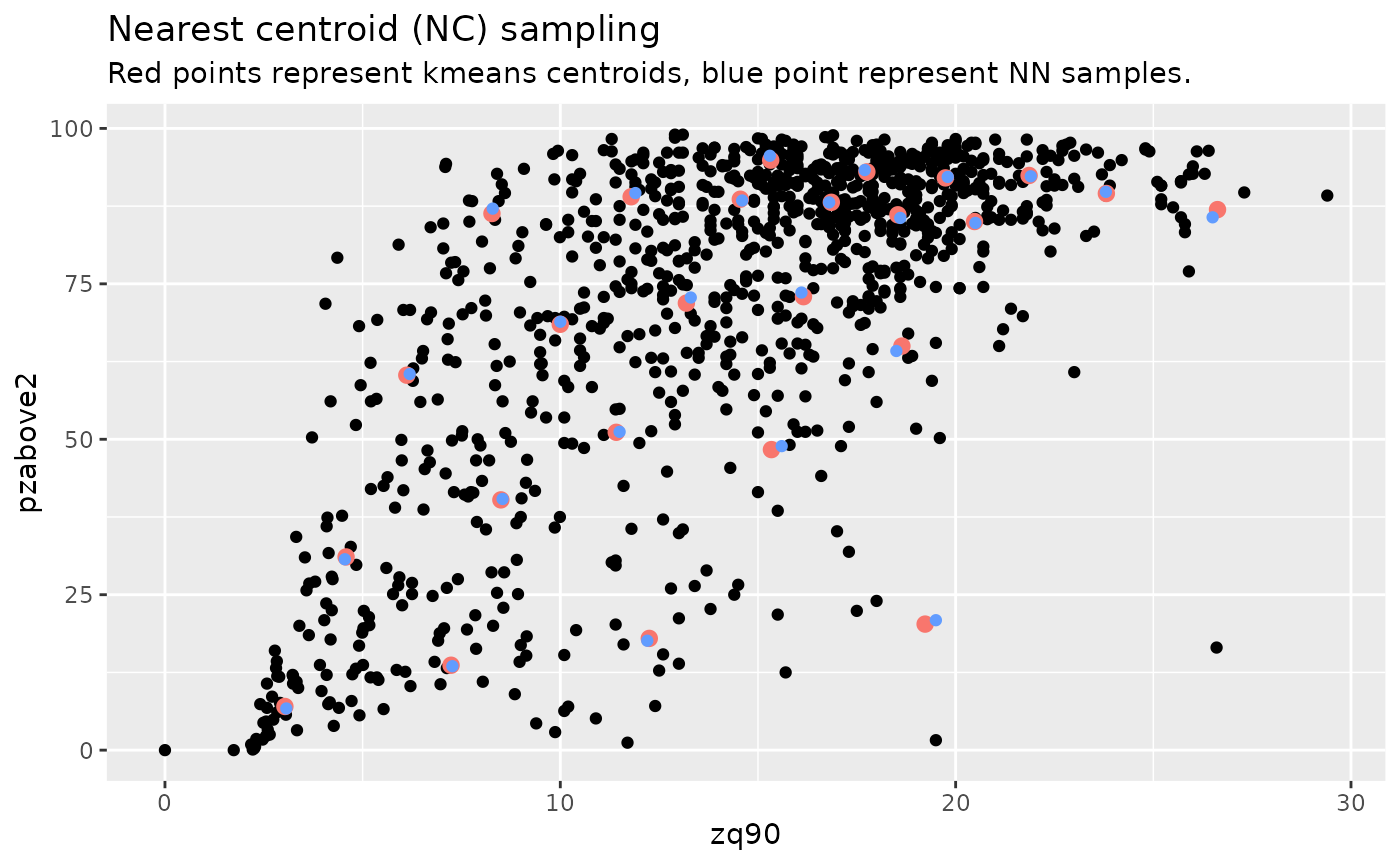 Nearest centroid (NC) sampling
Red points represent kmeans centroids, blue point represent NN samples.
100
75
50
25
0
pzabove2
0 10 20 30
zq90